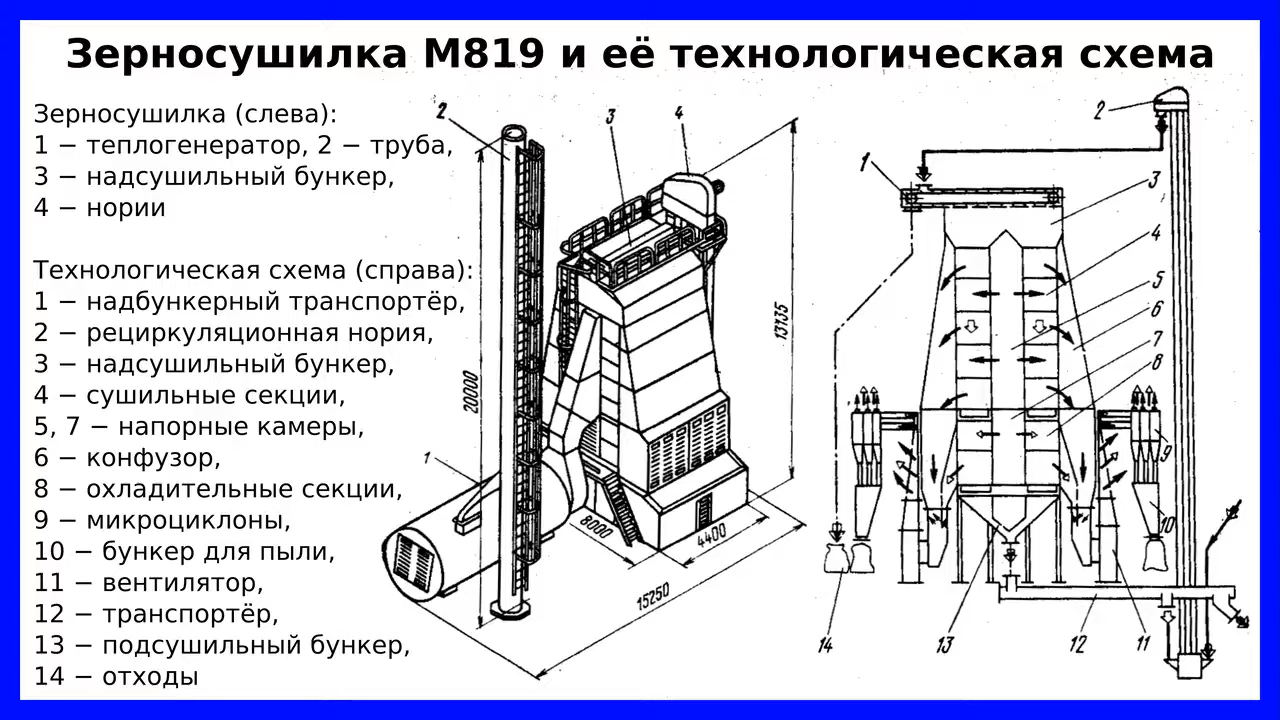 Зерносушилка М819 и её технологическая схема
Зерносушилка (слева):
1 − теплогенератор, 2 − труба,
3 − надсушильный бункер,
4 − нории
Технологическая схема (справа):
1 − надбункерный транспортёр,
2 − рециркуляционная нория,
3 − надсушильный бункер,
4 − сушильные секции,
5, 7 − напорные камеры,
6 − конфузор,
8 − охладительные секции,
9 − микроциклоны,
10 − бункер для пыли,
11 − вентилятор,
12 − транспортёр,
13 − подсушильный бункер,
14 − отходы
2
3
4
20000
13135
1
8000
4400
15250
2
1
3
4
5
6
7
8
9
10
14
13
12
11